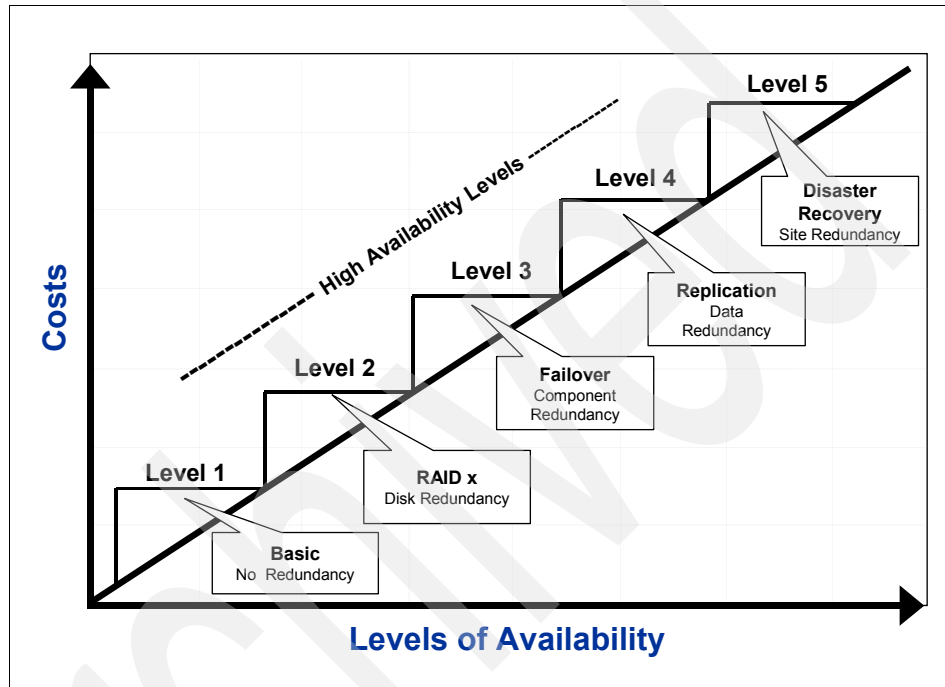 Level 5
High Availability Levels
Level 4
Disaster
Recovery
Site Redundancy
Level 3
Replication
Data
Redundancy
Costs
Level 2
Failover
Component
Redundancy
Level 1
RAID x
Disk Redundancy
Basic
No Redundancy
Levels of Availability